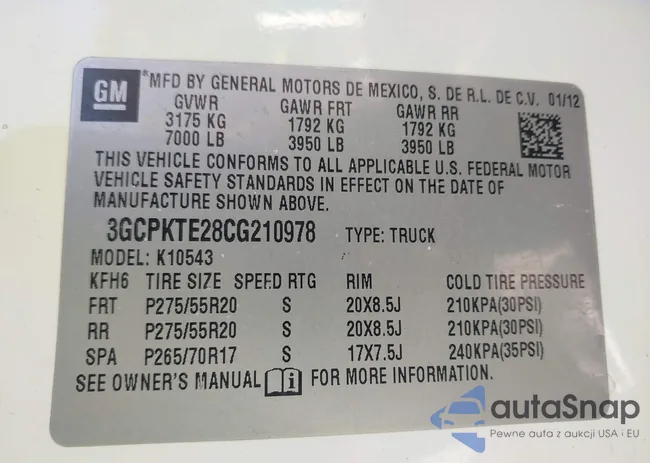 GM
*MFD BY GENERAL MOTORS DE MEXICO, S. DE R.L. DE C.V. 01/12
GVWR GAWR FRT GAWR RR
3175 KG 1792 KG 1792 KG
7000 LB 3950 LB 3950 LB
THIS VEHICLE CONFORMS TO ALL APPLICABLE U.S. FEDERAL MOTOR
VEHICLE SAFETY STANDARDS IN EFFECT ON THE DATE OF
MANUFACTURE SHOWN ABOVE.
3GCPKTE28CG210978 TYPE: TRUCK
MODEL: K10543
KFH6 TIRE SIZE SPEED RTG RIM COLD TIRE PRESSURE
FRT P275/55R20 S 20X8.5J 210KPA(30PSI)
RR P275/55R20 S 20X8.5J 210KPA(30PSI)
SPA P265/70R17 S 17X7.5J 240KPA(35PSI)
SEE OWNER'S MANUAL i FOR MORE INFORMATION.
autaSnap
Pewne auta z aukcji USA i EU